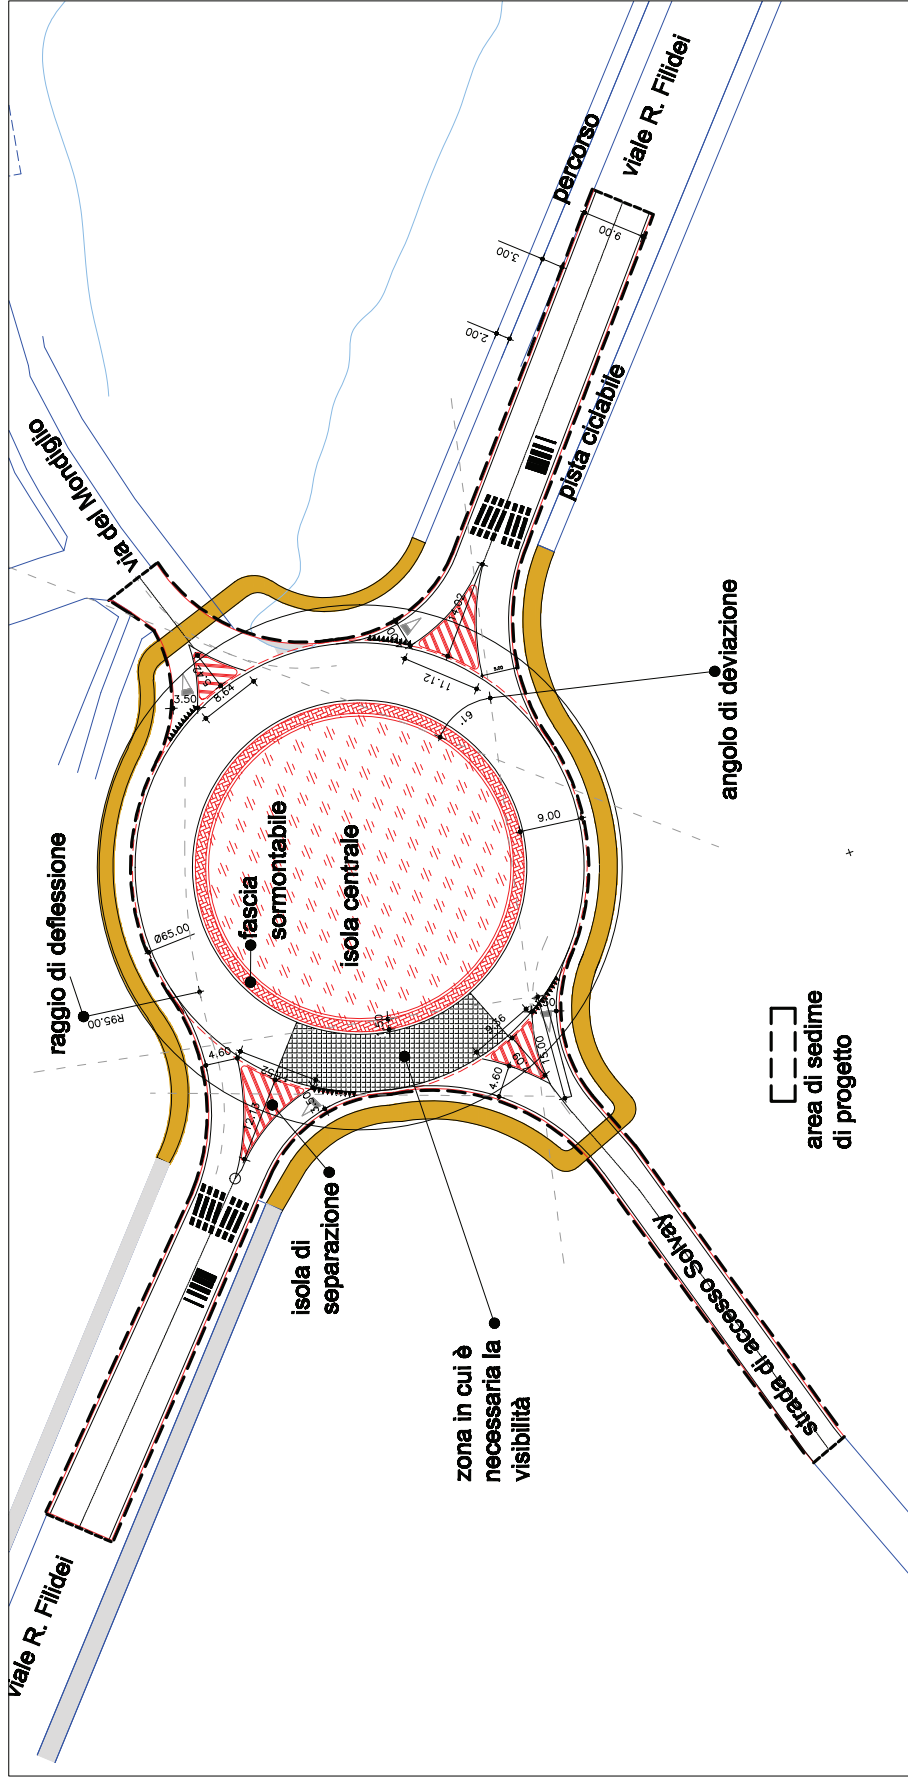 viale R. Filidei
percorso
3.00
9.00
2.00
pista ciclabile
via del Mondiglio
angolo di deviazione
11.12
8.64
3.50
61°
9.00
raggio di deflessione
R95.00
Ø65.00
fascia
sormontabile
isola centrale
4.60
4.60
isola di
separazione
zona in cui è
necessaria la
visibilità
strada di accesso Solvay
viale R. Filidei
area di sedime
di progetto